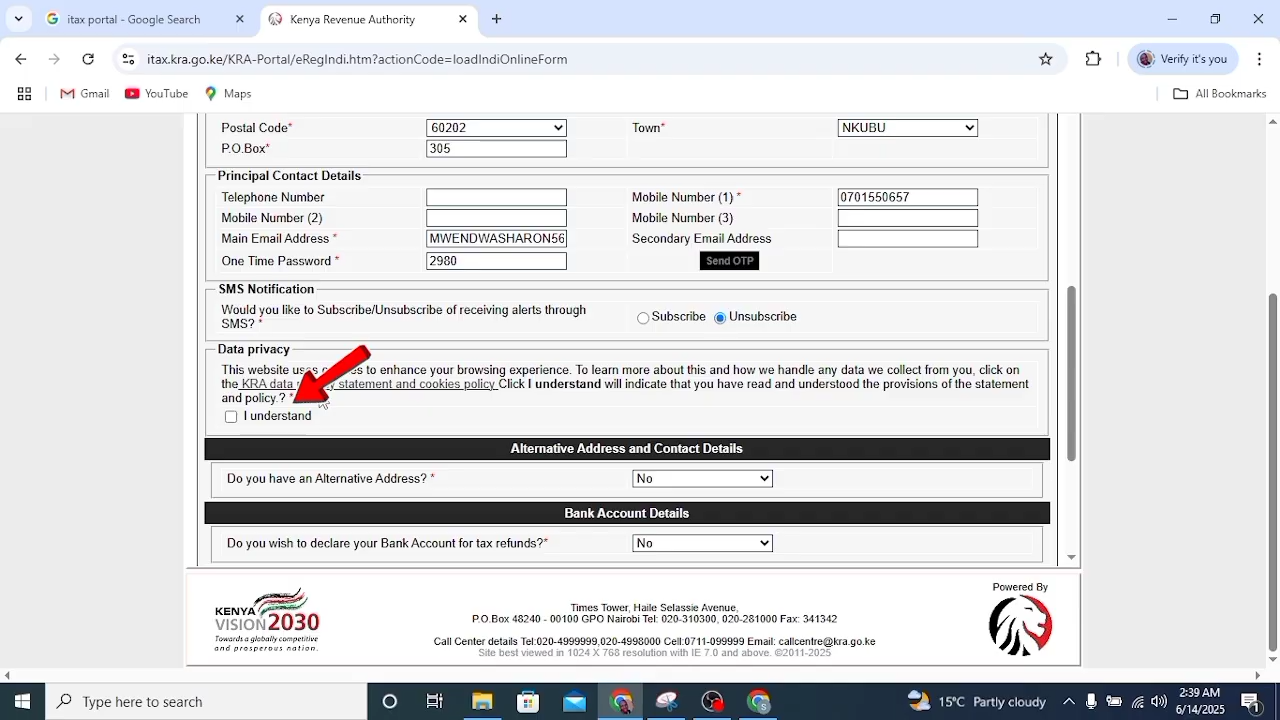 itax portal - Google Search
Kenya Revenue Authority
itax.kra.go.ke/KRA-Portal/eRegIndi.htm?actionCode=loadIndiOnlineForm
Verify it's you
Gmail
YouTube
Maps
All Bookmarks
Postal Code* 60202 Town* NKUBU
P.O.Box* 305
Principal Contact Details
Telephone Number Mobile Number (1) * 0701550657
Mobile Number (2) Mobile Number (3)
Main Email Address * MWENDWASHARON56 Secondary Email Address
One Time Password * 2980 Send OTP
SMS Notification
Would you like to Subscribe/Unsubscribe of receiving alerts through
SMS? * Subscribe Unsubscribe
Data privacy
This website uses to enhance your browsing experience. To learn more about this and how we handle any data we collect from you, click on
the KRA data statement and cookies policy Click I understand will indicate that you have read and understood the provisions of the statement
and policy.? *
I understand
Alternative Address and Contact Details
Do you have an Alternative Address? * No
Bank Account Details
Do you wish to declare your Bank Account for tax refunds?* No
KENYA
VISION 2030
Towards a globally competitive
and prosperous nation.
Times Tower, Haile Selassie Avenue,
P.O.Box 48240 - 00100 GPO Nairobi Tel: 020-310300, 020-281000 Fax: 341342
Call Center details Tel:020-4999999,020-4998000 Cell:0711-099999 Email: callcentre@kra.go.ke
Site best viewed in 1024 X 768 resolution with IE 7.0 and above. ©2011-2025
Powered By
Type here to search
15°C Partly cloudy
2:39 AM
6/14/2025
1